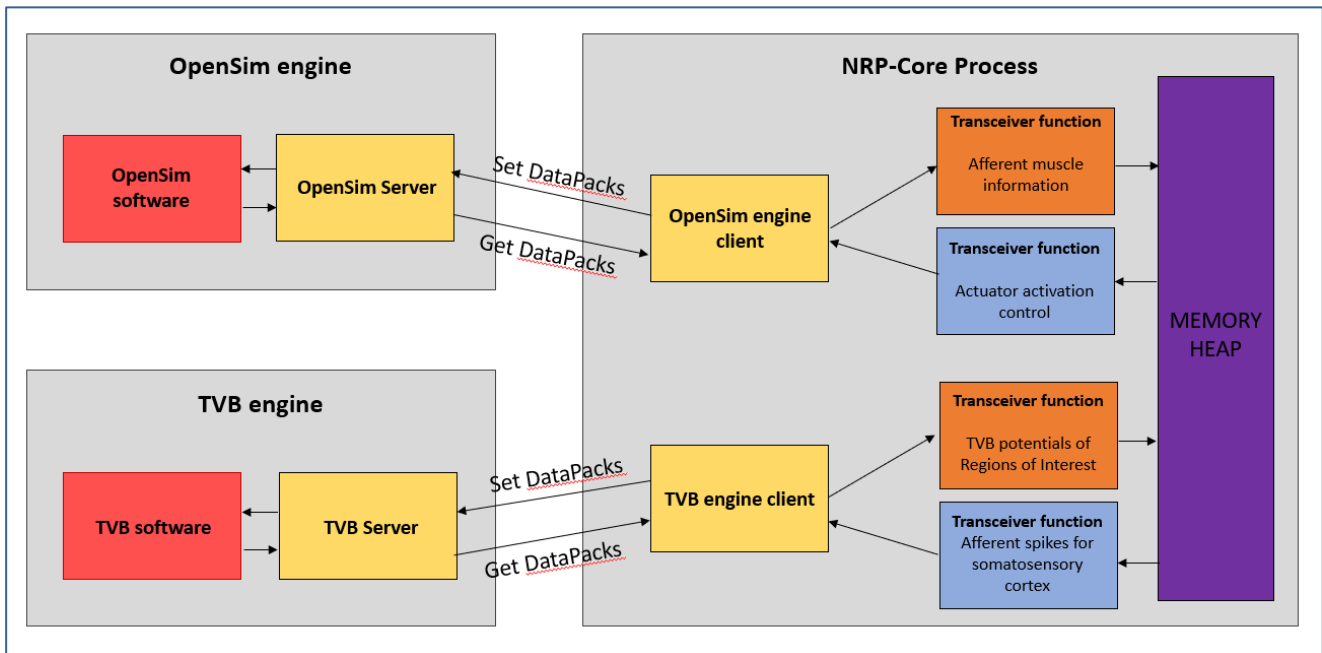 OpenSim engine
OpenSim
software
OpenSim Server
Set DataPacks
Get DataPacks
NRP-Core Process
OpenSim engine
client
Transceiver function
Afferent muscle
information
Transceiver function
Actuator activation
control
MEMORY
HEAP
TVB engine
TVB software
TVB Server
Set DataPacks
Get DataPacks
TVB engine client
Transceiver function
TVB potentials of
Regions of Interest
Transceiver function
Afferent spikes for
somatosensory
cortex